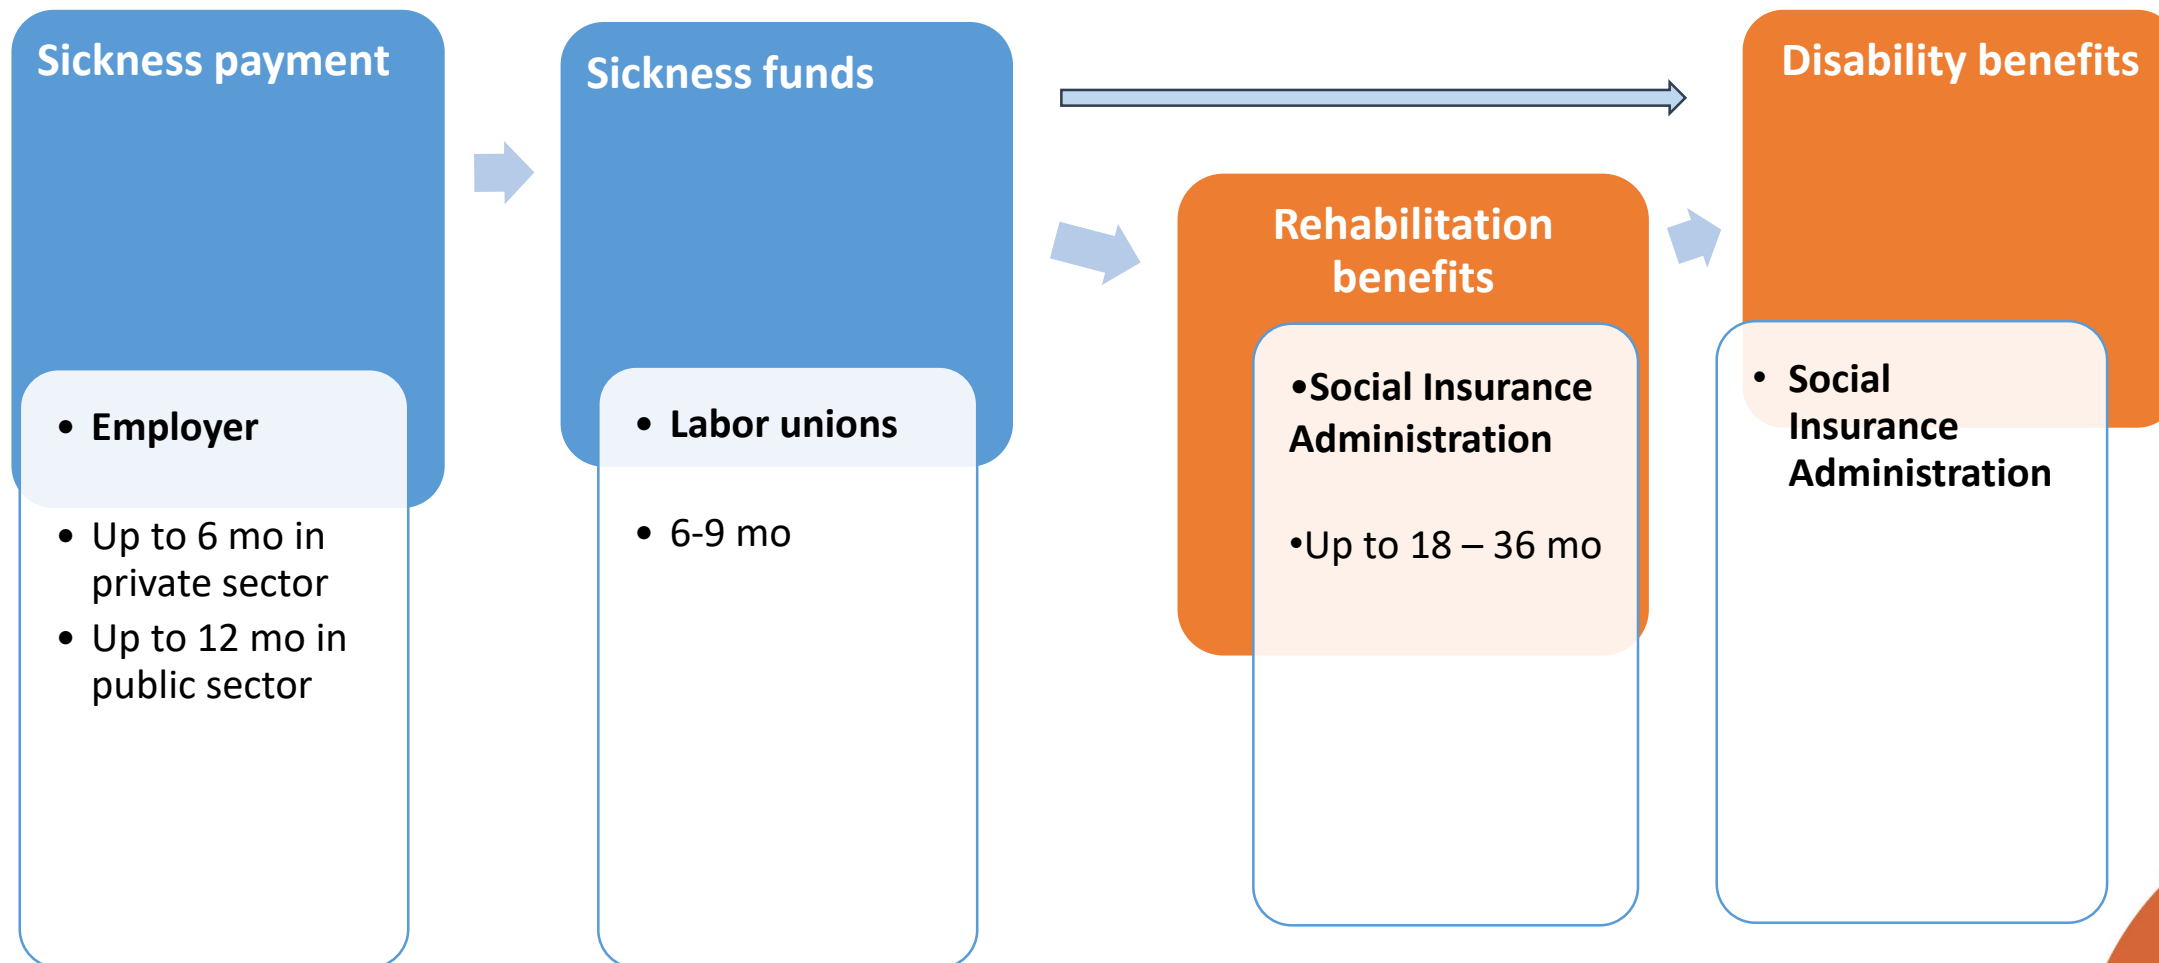 Sickness payment
• Employer
• Up to 6 mo in
private sector
• Up to 12 mo in
public sector
Sickness funds
• Labor unions
• 6-9 mo
Rehabilitation
benefits
•Social Insurance
Administration
•Up to 18 – 36 mo
Disability benefits
• Social
Insurance
Administration